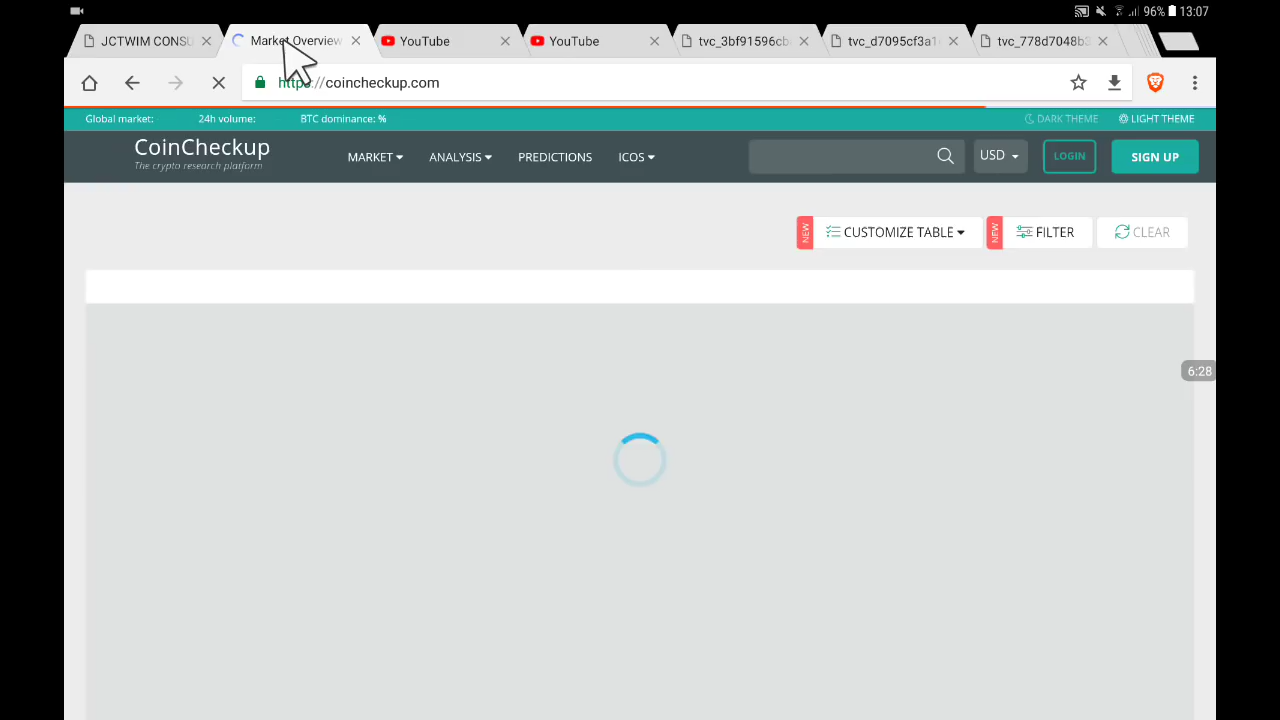 96% 13:07
JCTWIM CONSU
Market Overview
YouTube
YouTube
tvc_3bf91596cb
tvc_d7095cf3a1
tvc_778d7048b
https://coincheckup.com
Global market: 24h volume: BTC dominance: % DARK THEME LIGHT THEME
CoinCheckup
The crypto research platform
MARKET ANALYSIS PREDICTIONS ICOS USD LOGIN SIGN UP
NEW CUSTOMIZE TABLE NEW FILTER CLEAR
6:28